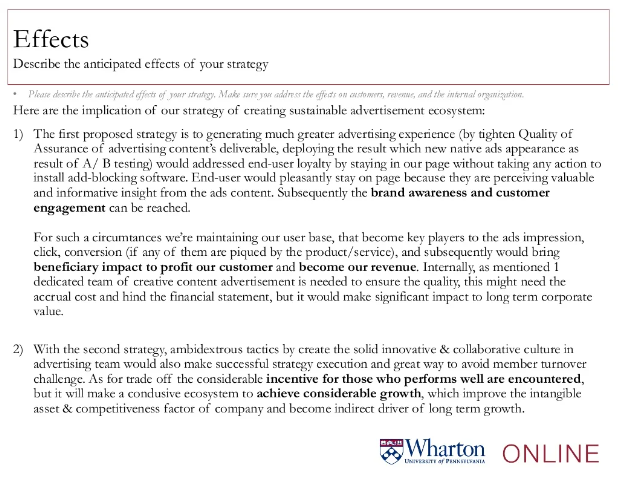 Effects
Describe the anticipated effects of your strategy
• Please describe the anticipated effects of your strategy. Make sure you address the effects on customers, revenue, and the internal organization.
Here are the implication of our strategy of creating sustainable advertisement ecosystem:
1) The first proposed strategy is to generating much greater advertising experience (by tighten Quality of
Assurance of advertising content's deliverable, deploying the result which new native ads appearance as
result of A/ B testing) would addressed end-user loyalty by staying in our page without taking any action to
install add-blocking software. End-user would pleasantly stay on page because they are perceiving valuable
and informative insight from the ads content. Subsequently the brand awareness and customer
engagement can be reached.
For such a circumtances we're maintaining our user base, that become key players to the ads impression,
click, conversion (if any of them are piqued by the product/service), and subsequently would bring
beneficiary impact to profit our customer and become our revenue. Internally, as mentioned 1
dedicated team of creative content advertisement is needed to ensure the quality, this might need the
accrual cost and hind the financial statement, but it would make significant impact to long term corporate
value.
2) With the second strategy, ambidextrous tactics by create the solid innovative & collaborative culture in
advertising team would also make successful strategy execution and great way to avoid member turnover
challenge. As for trade off the considerable incentive for those who performs well are encountered,
but it will make a condusive ecosystem to achieve considerable growth, which improve the intangible
asset & competitiveness factor of company and become indirect driver of long term growth.
Wharton ONLINE
UNIVERSITY of PENNSYLVANIA